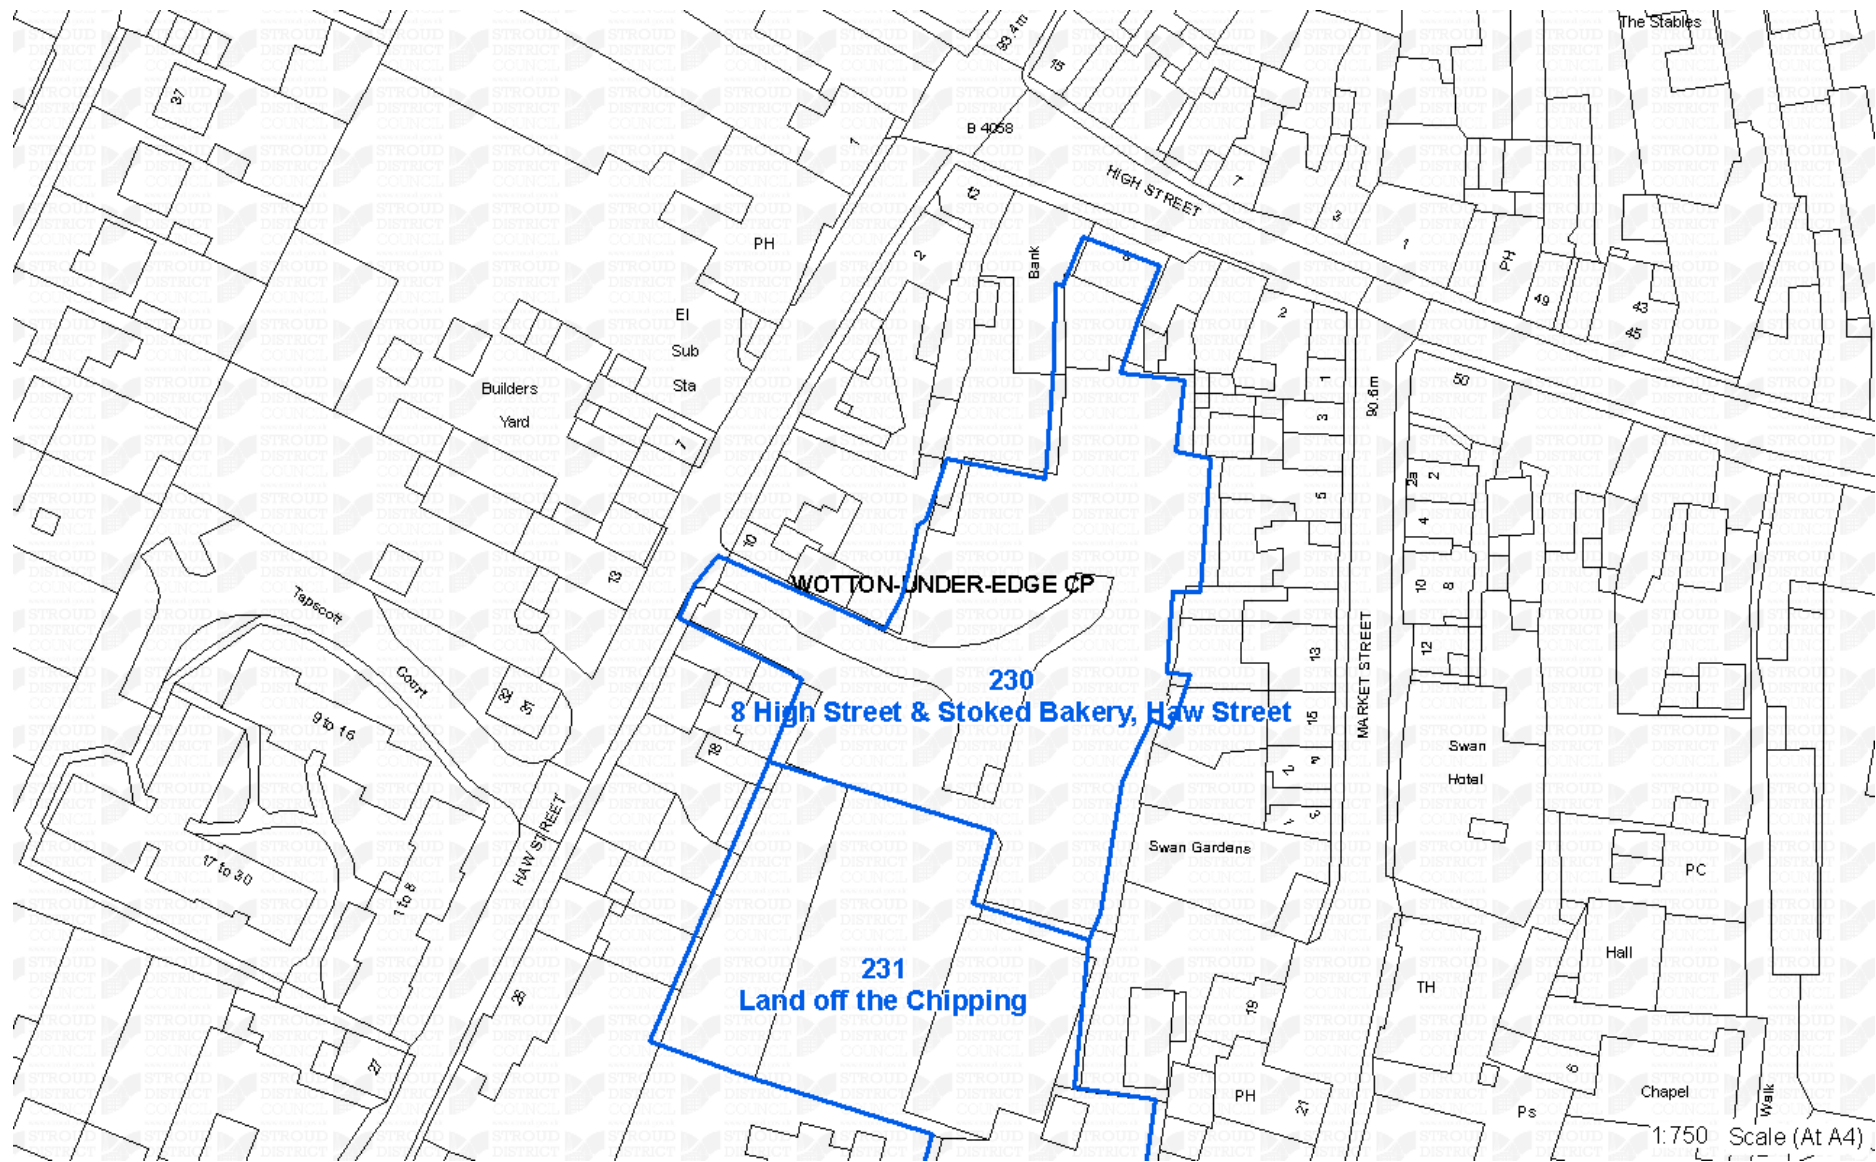 The Stables
93.4m
15
37
B 4058
1
HIGH STREET
7
12
3
PH
2
Bank
8
1
PH
49
43
45
El
Sub
Sta
2
Builders
Yard
7
1
3
90.6m
50
5
2a
2
4
10
13
WOTTON-UNDER-EDGE CP
10
8
Tapscott
Court
13
MARKET STREET
12
230
8 High Street & Stoked Bakery, Haw Street
15
9 to 16
18
Swan
Hotel
HAW STREET
Swan Gardens
17 to 30
1 to 8
PC
Hall
231
Land off the Chipping
TH
19
26
27
PH
21
6
Chapel
Ps
Walk
1:750 Scale (At A4)